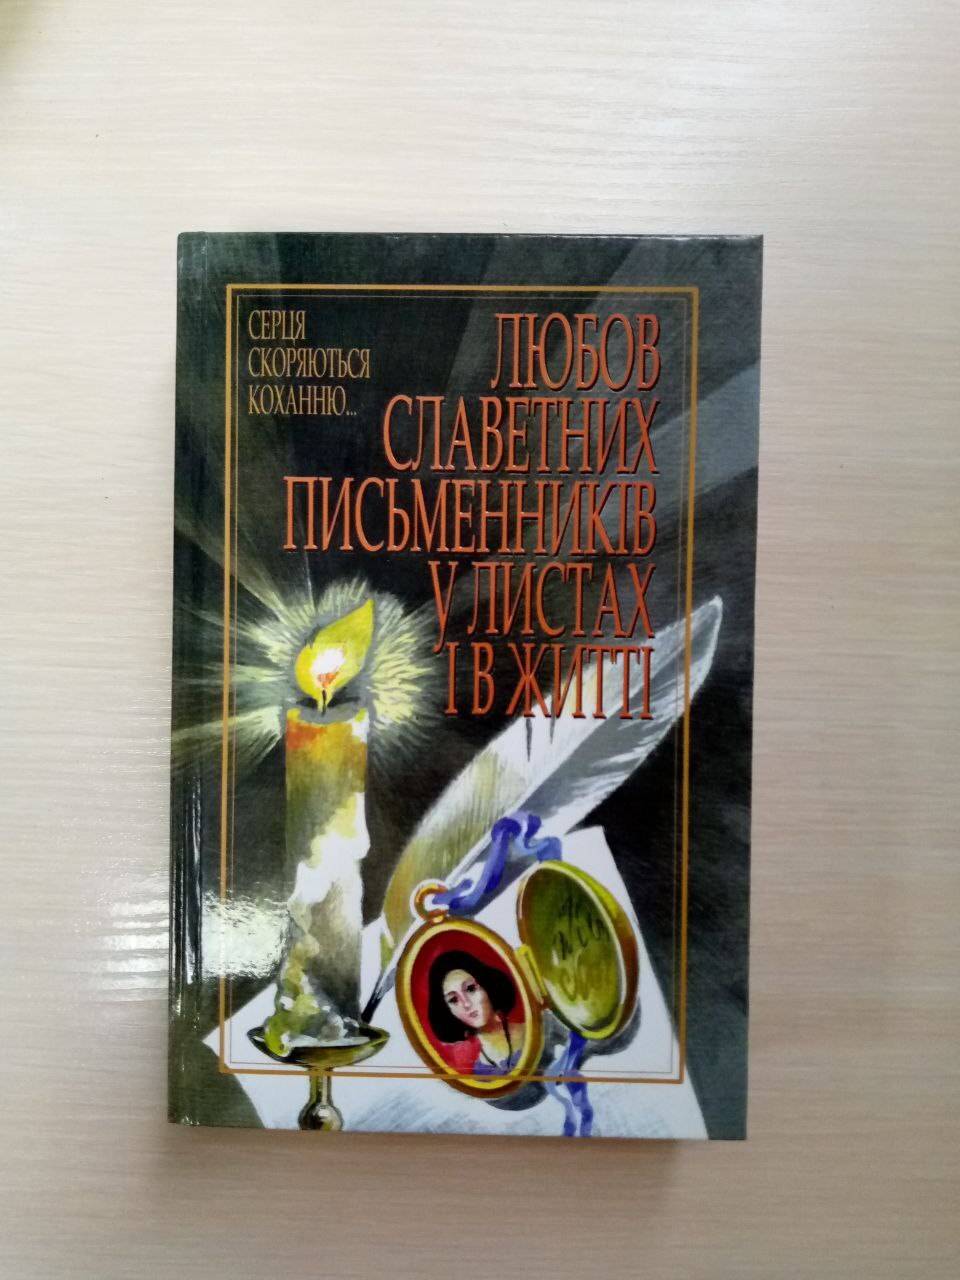 СЕРЦЯ
СКОРЯЮТЬСЯ
КОХАННЮ...
ЛЮБОВ
СЛАВЕТНИХ
ПИСЬМЕННИКІВ
У ЛИСТАХ
І В ЖИТТІ